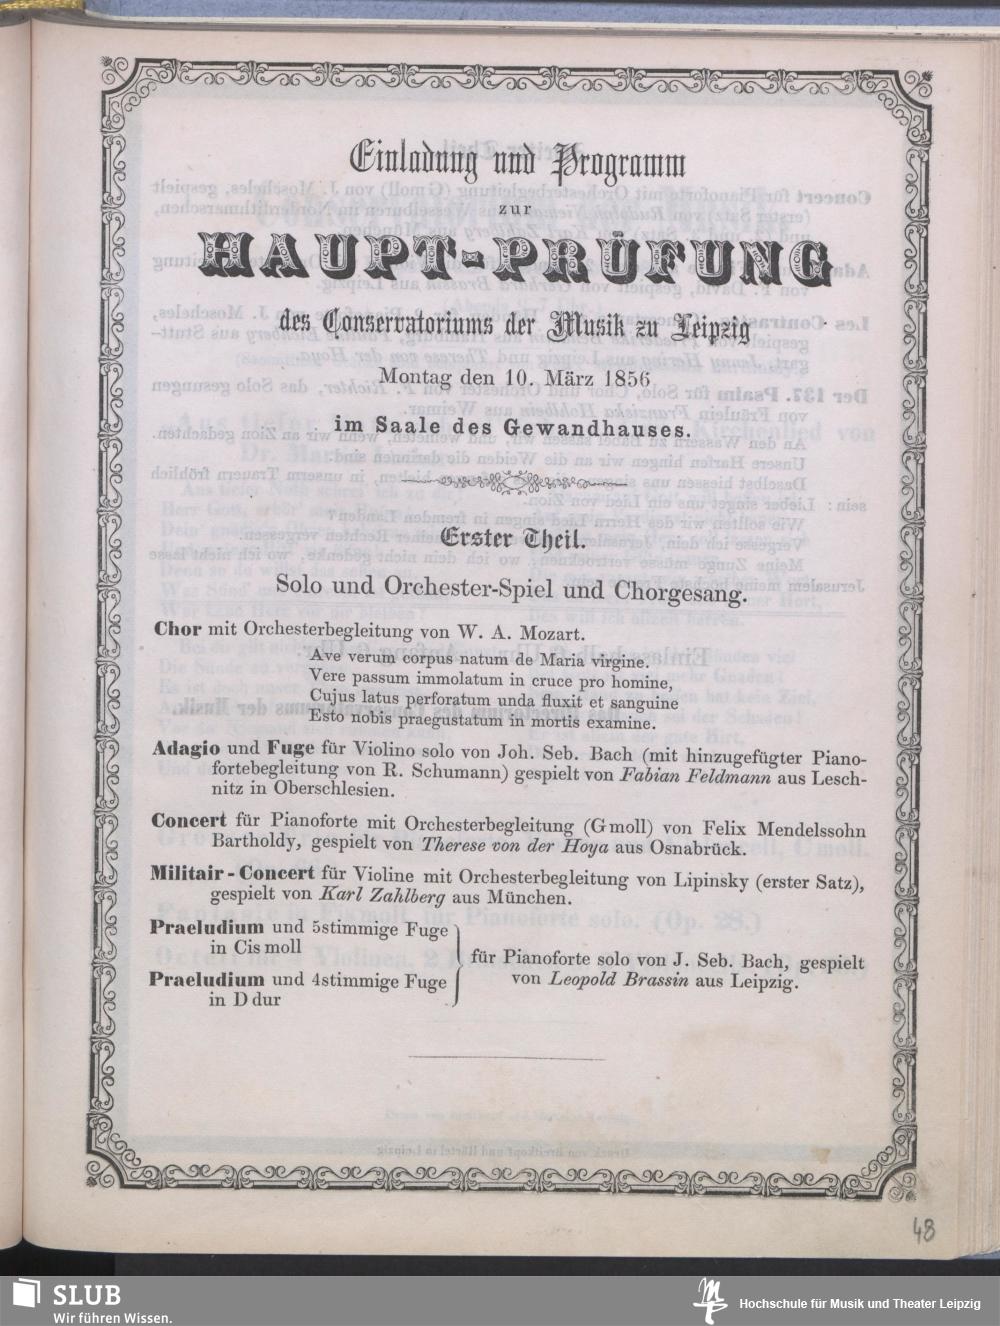 Einladung und Programm
zur
HAUPT-PRÜFUNG
des Conservatoriums der Musik zu Leipzig
Montag den 10. März 1856
im Saale des Gewandhauses.
Erster Theil.
Solo und Orchester-Spiel und Chorgesang.
Chor mit Orchesterbegleitung von W. A. Mozart.
Ave verum corpus natum de Maria virgine.
Vere passum immolatum in cruce pro homine,
Cujus latus perforatum unda fluxit et sanguine
Esto nobis praegustatum in mortis examine.
Adagio und Fuge für Violino solo von Joh. Seb. Bach (mit hinzugefügter Piano-
fortebegleitung von R. Schumann) gespielt von Fabian Feldmann aus Lesch-
nitz in Oberschlesien.
Concert für Pianoforte mit Orchesterbegleitung (G moll) von Felix Mendelssohn
Bartholdy, gespielt von Therese von der Hoya aus Osnabrück.
Militair-Concert für Violine mit Orchesterbegleitung von Lipinsky (erster Satz),
gespielt von Karl Zahlberg aus München.
Praeludium und 5stimmige Fuge
in Cis moll
Praeludium und 4stimmige Fuge
in D dur
für Pianoforte solo von J. Seb. Bach, gespielt
von Leopold Brassin aus Leipzig.
48
SLUB
Wir führen Wissen.
Hochschule für Musik und Theater Leipzig